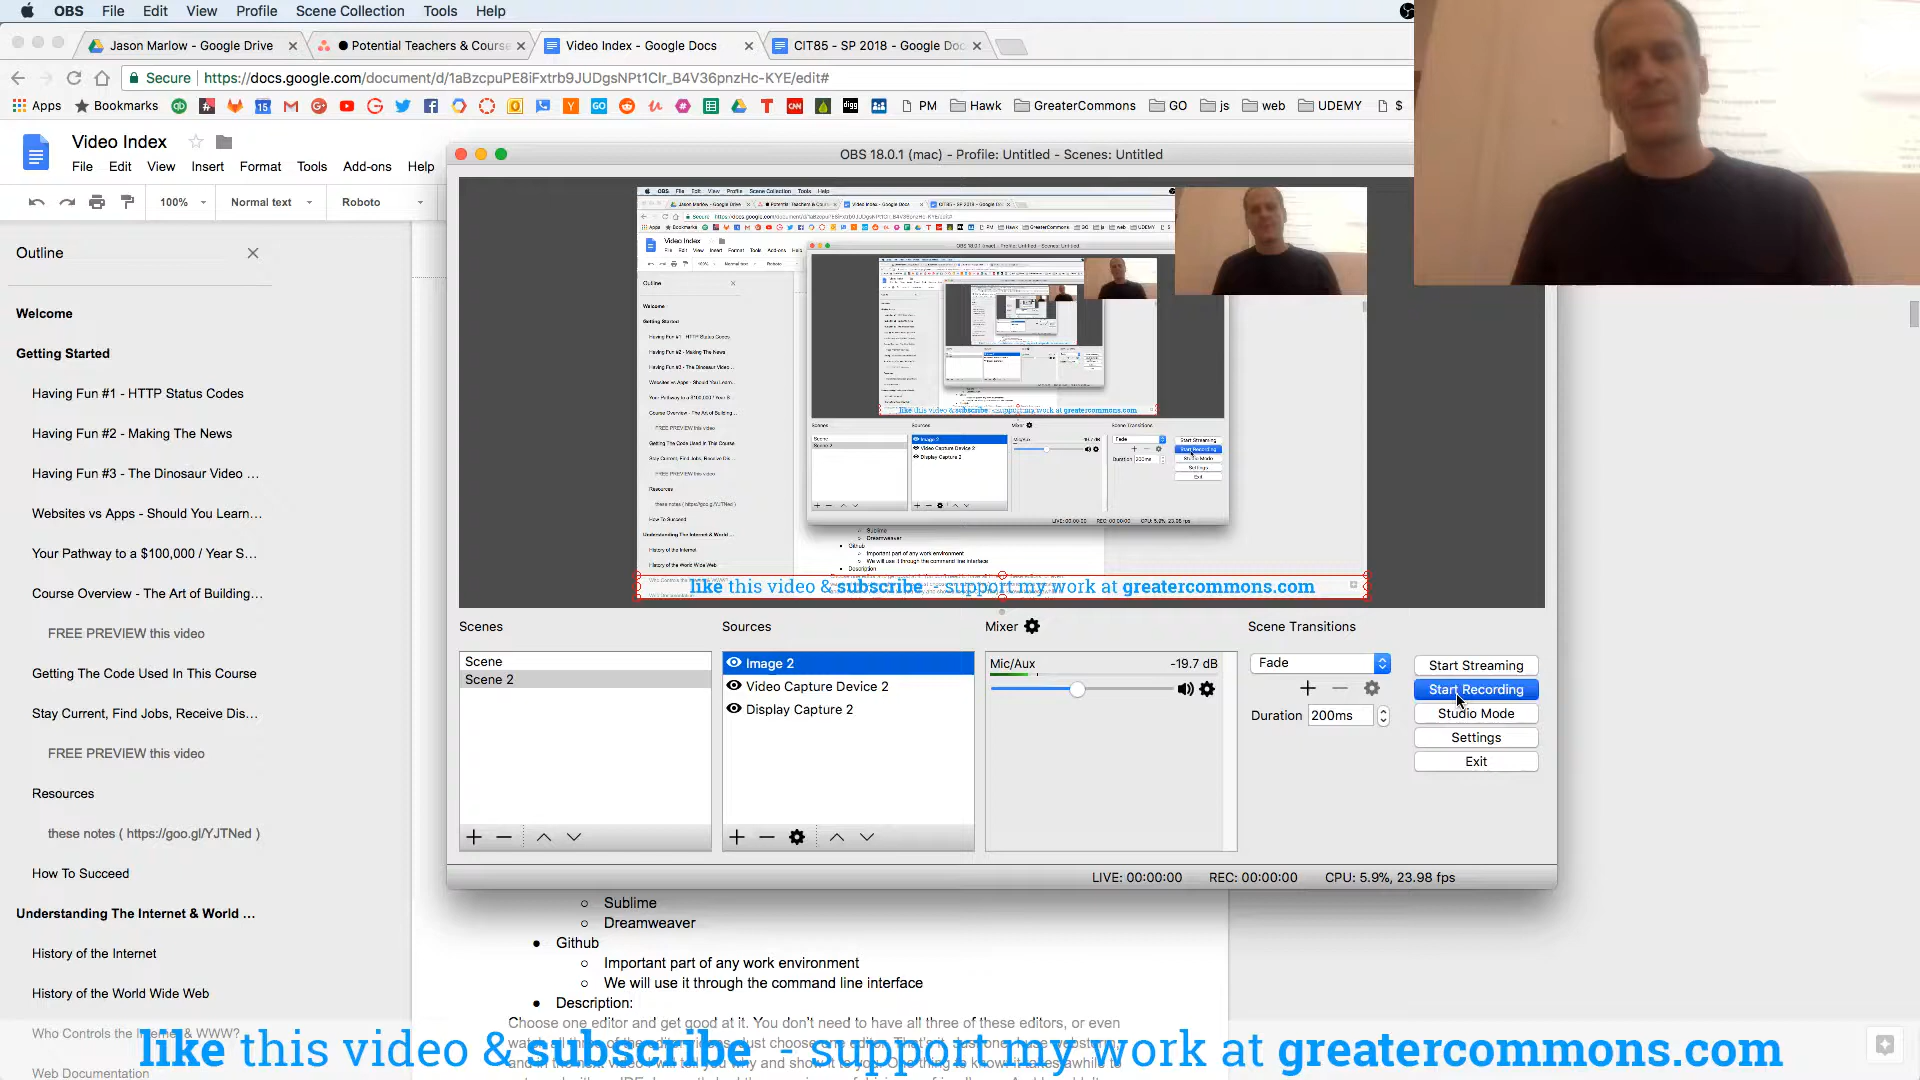 OBS File Edit View Profile Scene Collection Tools Help
Jason Marlow - Google Drive
Potential Teachers & Course
Video Index - Google Docs
CIT85 - SP 2018 - Google Doc
Secure https://docs.google.com/document/d/1aBzcpuPE8iFxtrb9JUDgsNPt1CIr_B4V36pnzHc-KYE/edit#
Apps Bookmarks PM Hawk GreaterCommons GO js web UDEMY $
Video Index
File Edit View Insert Format Tools Add-ons Help
100% Normal text Roboto
Outline
Welcome
Getting Started
Having Fun #1 - HTTP Status Codes
Having Fun #2 - Making The News
Having Fun #3 - The Dinosaur Video ...
Websites vs Apps - Should You Learn...
Your Pathway to a $100,000 / Year S...
Course Overview - The Art of Building...
FREE PREVIEW this video
Getting The Code Used In This Course
Stay Current, Find Jobs, Receive Dis...
FREE PREVIEW this video
Resources
these notes ( https://goo.gl/YJTNed )
How To Succeed
Understanding The Internet & World ...
History of the Internet
History of the World Wide Web
Who Controls the Internet & WWW?
Web Documentation
OBS 18.0.1 (mac) - Profile: Untitled - Scenes: Untitled
like this video & subscribe - support my work at greatercommons.com
Scenes
Scene
Scene 2
Sources
Image 2
Video Capture Device 2
Display Capture 2
Mixer
Mic/Aux -19.7 dB
Scene Transitions
Fade
Duration 200ms
Start Streaming
Start Recording
Studio Mode
Settings
Exit
LIVE: 00:00:00 REC: 00:00:00 CPU: 5.9%, 23.98 fps
Sublime
Dreamweaver
Github
Important part of any work environment
We will use it through the command line interface
Description:
Choose one editor and get good at it. You don't need to have all three of these editors, or even
like this video & subscribe - support my work at greatercommons.com